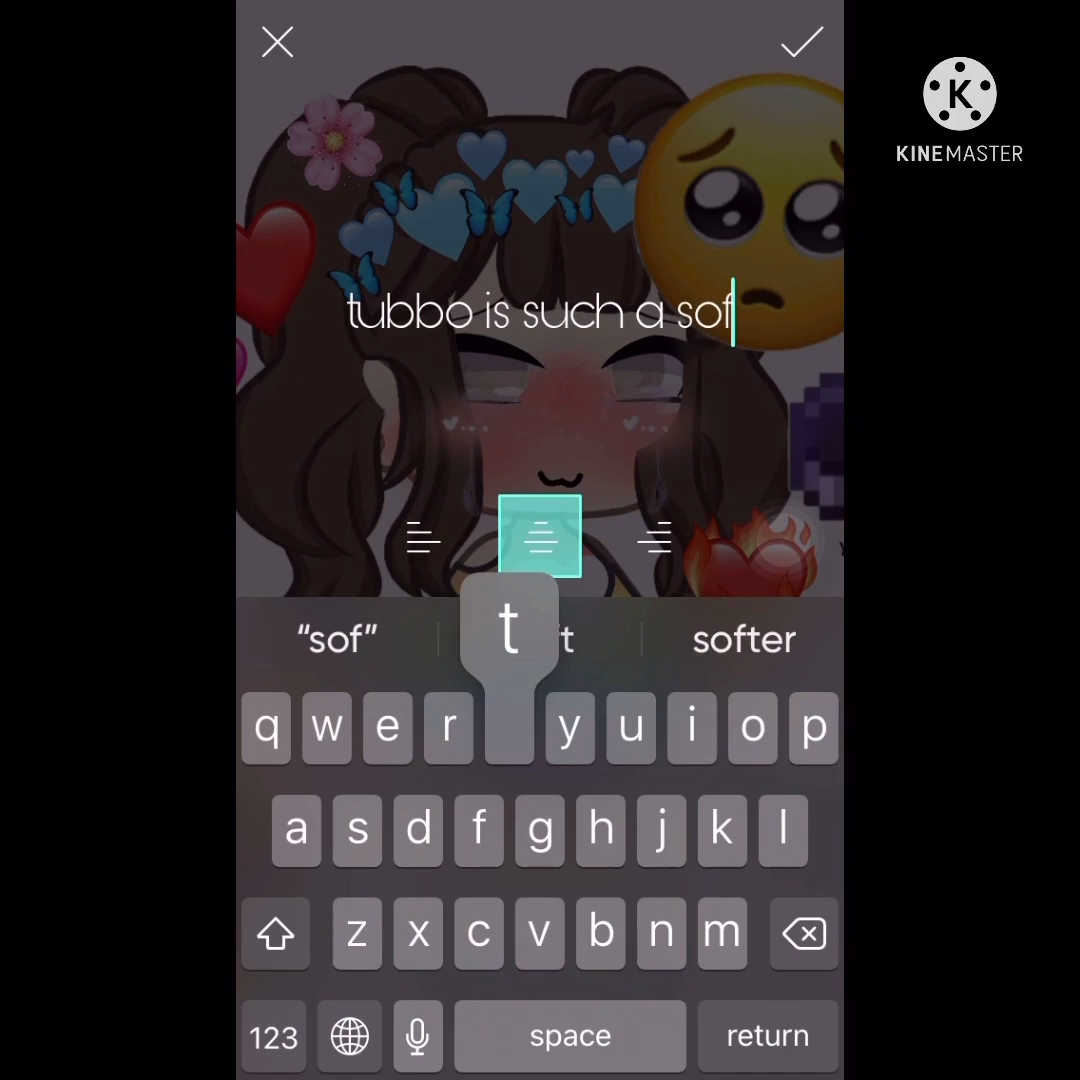 KINEMASTER
tubbo is such a sof
“sof”
t
softer
t
q w e r y u i o p
a s d f g h j k l
z x c v b n m
123 space return